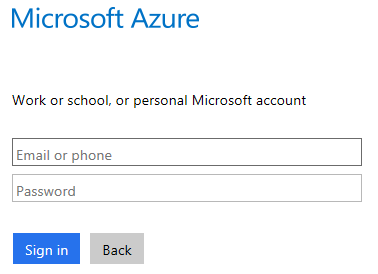 Microsoft Azure
Work or school, or personal Microsoft account
Email or phone
Password
Sign in Back